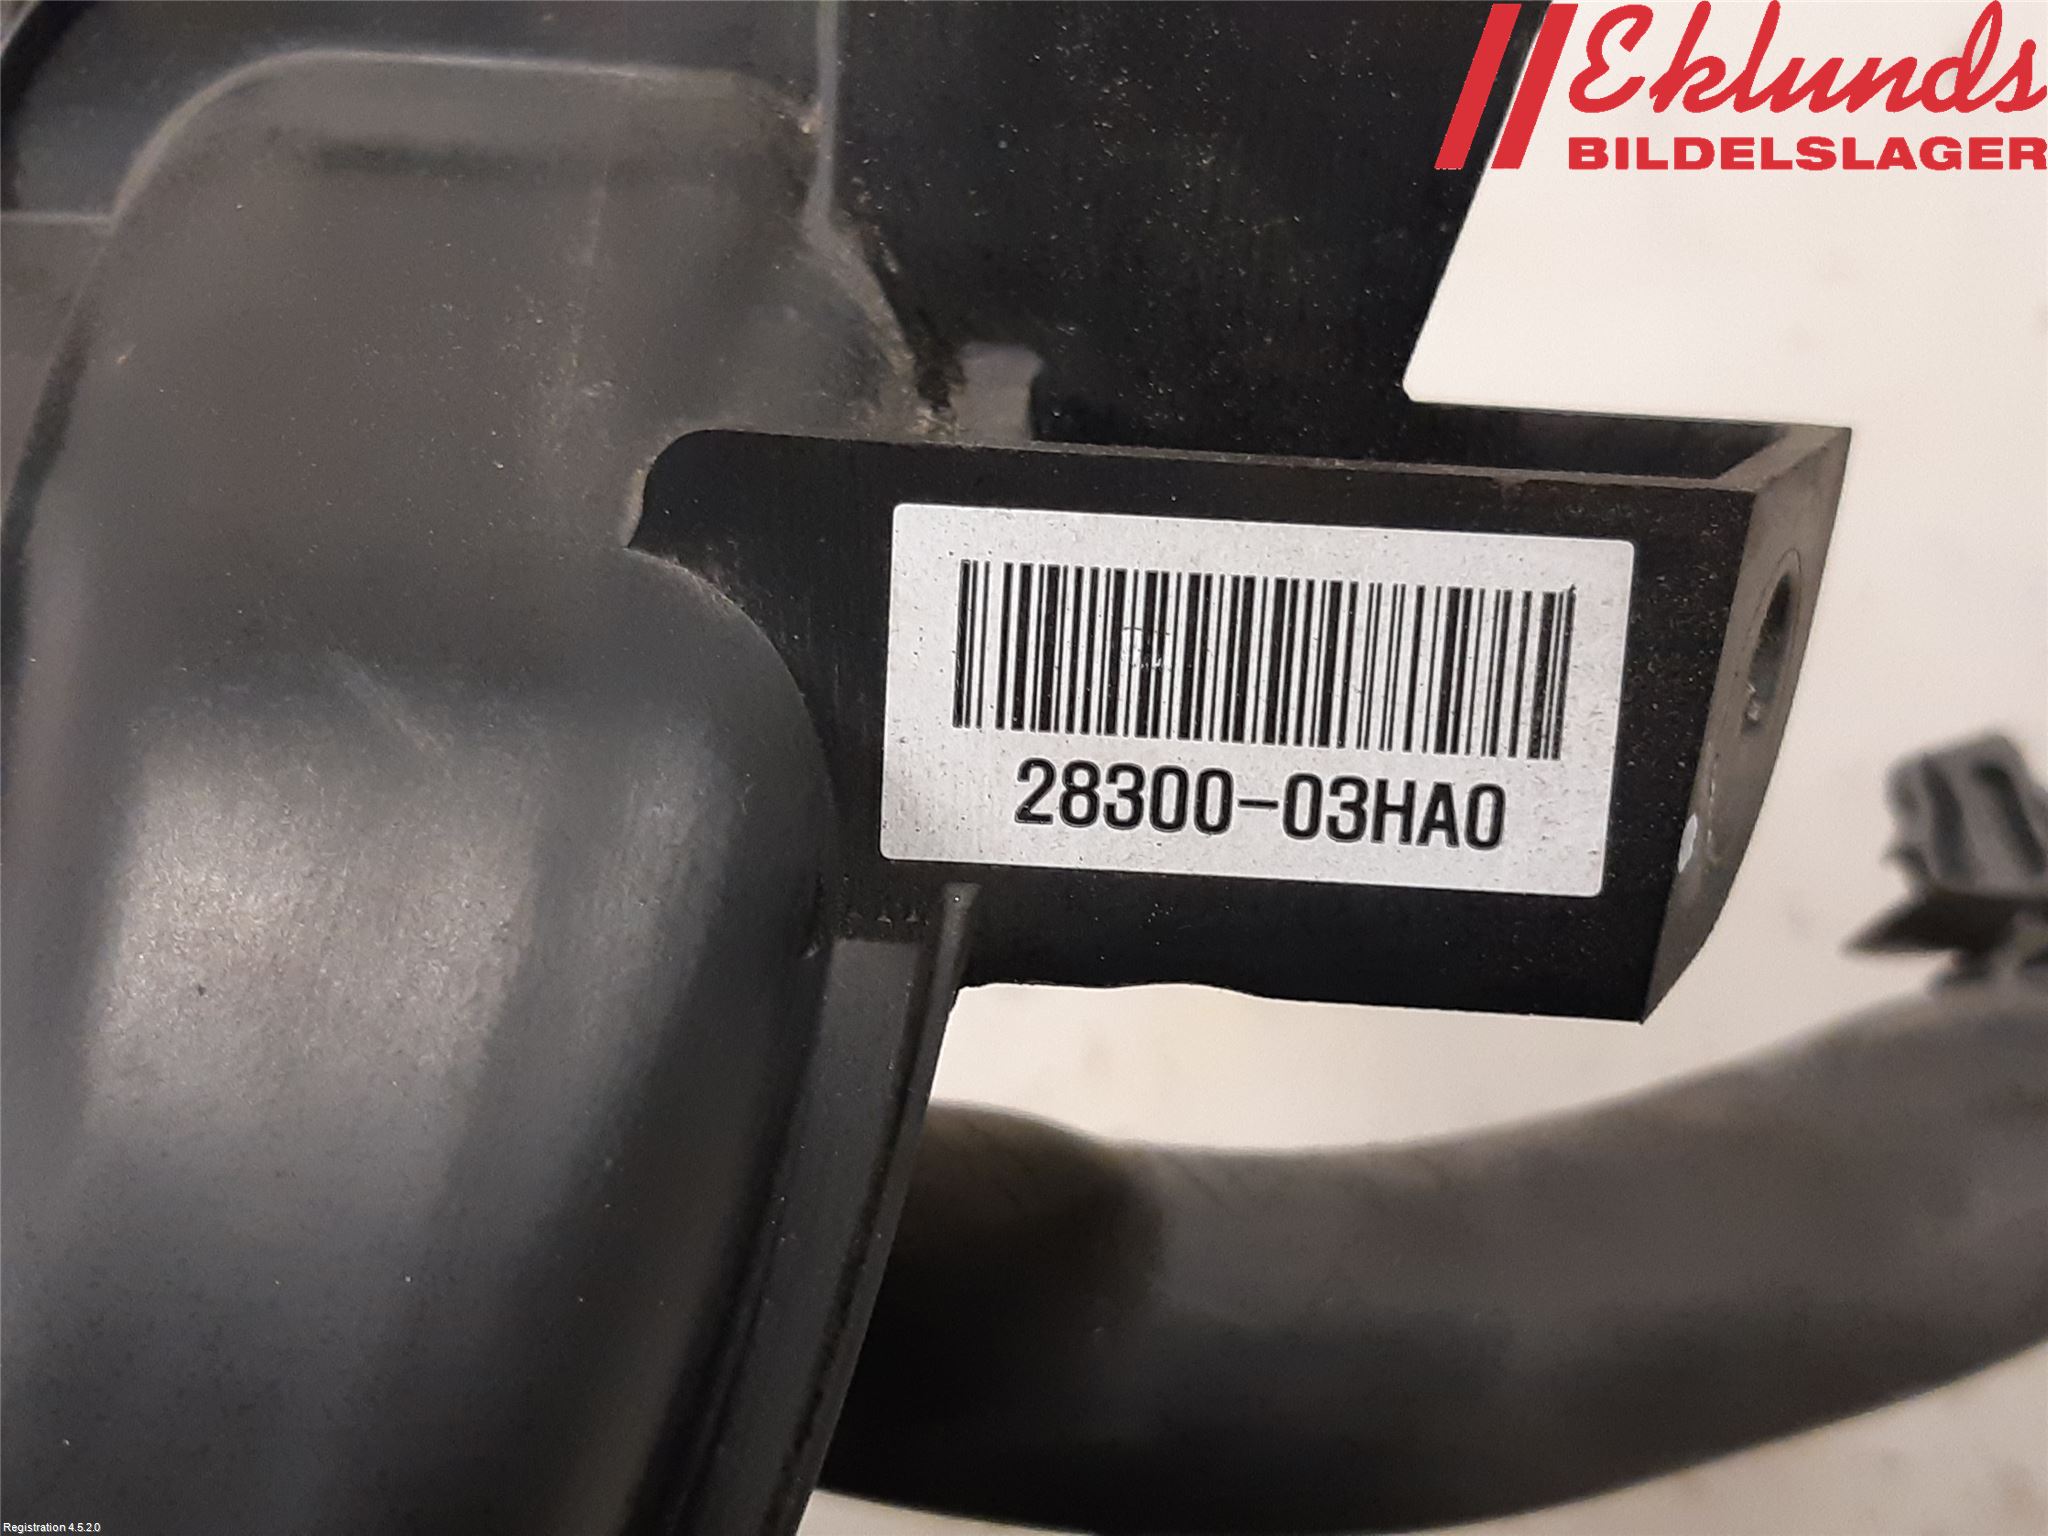 Eklunds
BILDELSLAGER
28300-03HA0
Registration 4.5.2.0